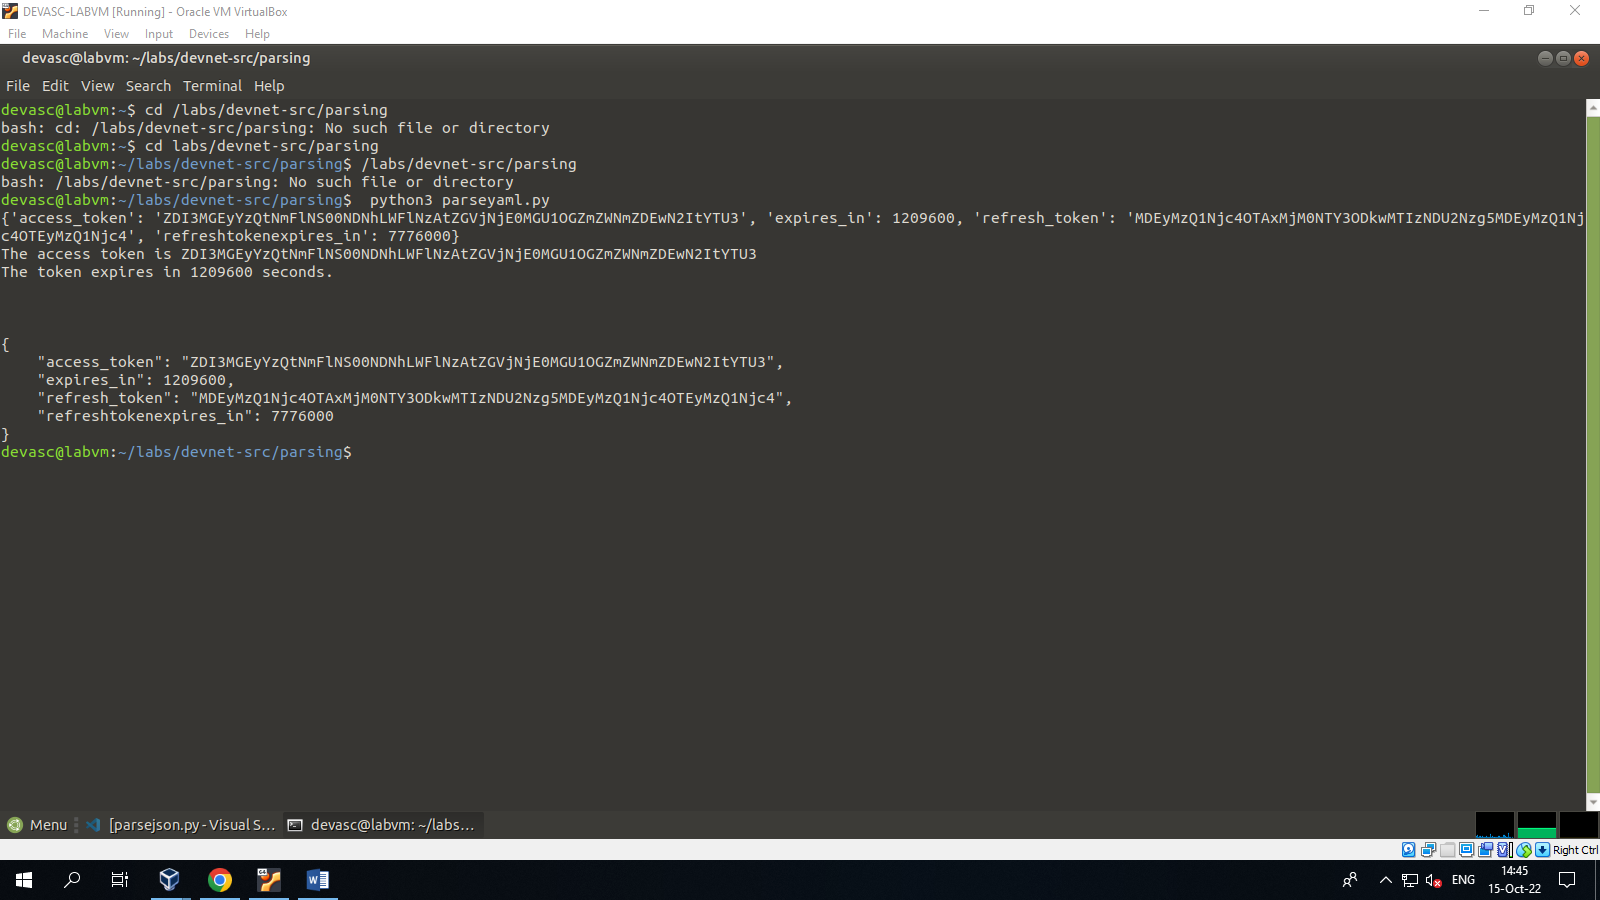 DEVASC-LABVM [Running] - Oracle VM VirtualBox
File Machine View Input Devices Help
devasc@labvm: ~/labs/devnet-src/parsing
File Edit View Search Terminal Help
devasc@labvm:~$ cd /labs/devnet-src/parsing
bash: cd: /labs/devnet-src/parsing: No such file or directory
devasc@labvm:~$ cd labs/devnet-src/parsing
devasc@labvm:~/labs/devnet-src/parsing$ /labs/devnet-src/parsing
bash: /labs/devnet-src/parsing: No such file or directory
devasc@labvm:~/labs/devnet-src/parsing$  python3 parseyaml.py
{'access_token': 'ZDI3MGEyYzQtNmFlNS00NDNhLWFlNzAtZGVjNjE0MGU1OGZmZWNmZDEwN2ItYTU3', 'expires_in': 1209600, 'refresh_token': 'MDEyMzQ1Njc4OTAxMjM0NTY3ODkwMTIzNDU2Nzg5MDEyMzQ1Nj
c4OTEyMzQ1Njc4', 'refreshtokenexpires_in': 7776000}
The access token is ZDI3MGEyYzQtNmFlNS00NDNhLWFlNzAtZGVjNjE0MGU1OGZmZWNmZDEwN2ItYTU3
The token expires in 1209600 seconds.
{
    "access_token": "ZDI3MGEyYzQtNmFlNS00NDNhLWFlNzAtZGVjNjE0MGU1OGZmZWNmZDEwN2ItYTU3",
    "expires_in": 1209600,
    "refresh_token": "MDEyMzQ1Njc4OTAxMjM0NTY3ODkwMTIzNDU2Nzg5MDEyMzQ1Njc4OTEyMzQ1Njc4",
    "refreshtokenexpires_in": 7776000
}
devasc@labvm:~/labs/devnet-src/parsing$
Menu [parsejson.py - Visual S... devasc@labvm: ~/labs...
Right Ctrl
64
W
ENG
14:45
15-Oct-22